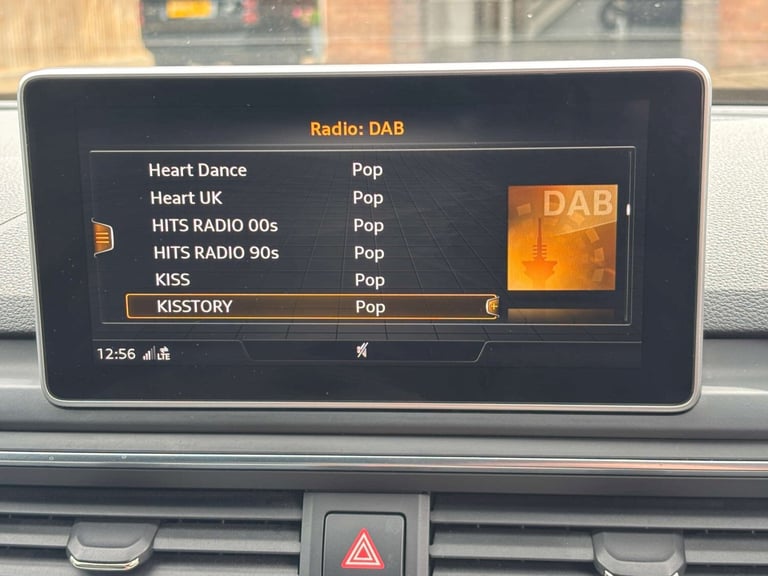 Radio: DAB
Heart Dance Pop
Heart UK Pop
HITS RADIO 00s Pop
HITS RADIO 90s Pop
KISS Pop
KISSTORY Pop
DAB
12:56 LTE